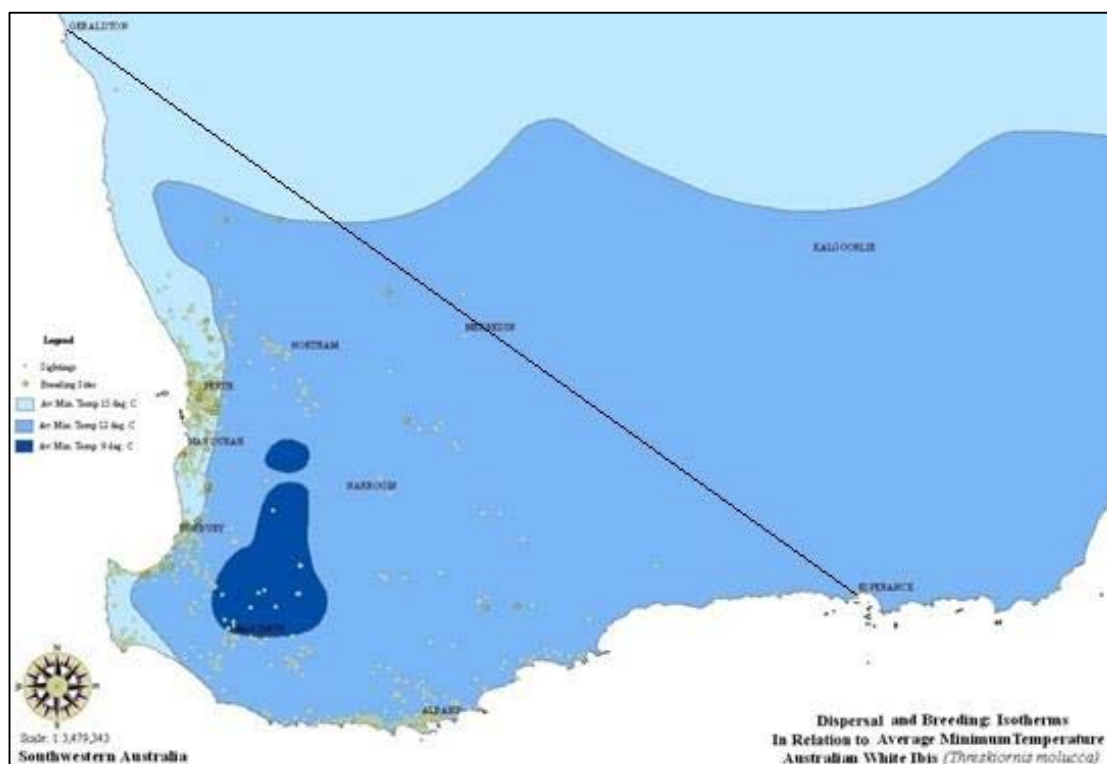 GERALDTON
KALGOORLIE
MERREDIN
NORTHAM
Legend
Sightings
Breeding Sites
PERTH
Av. Min. Temp 15 deg. C
Av. Min. Temp. 12 deg. C
Av. Min. Temp. 9 deg. C
MANDURAH
NARROGIN
BUNBURY
ESPERANCE
ALBANY
N
Scale: 1:3,479,343
Southwestern Australia
Dispersal and Breeding: Isotherms
In Relation to Average Minimum Temperature
Australian White Ibis (Threskiornis molucca)